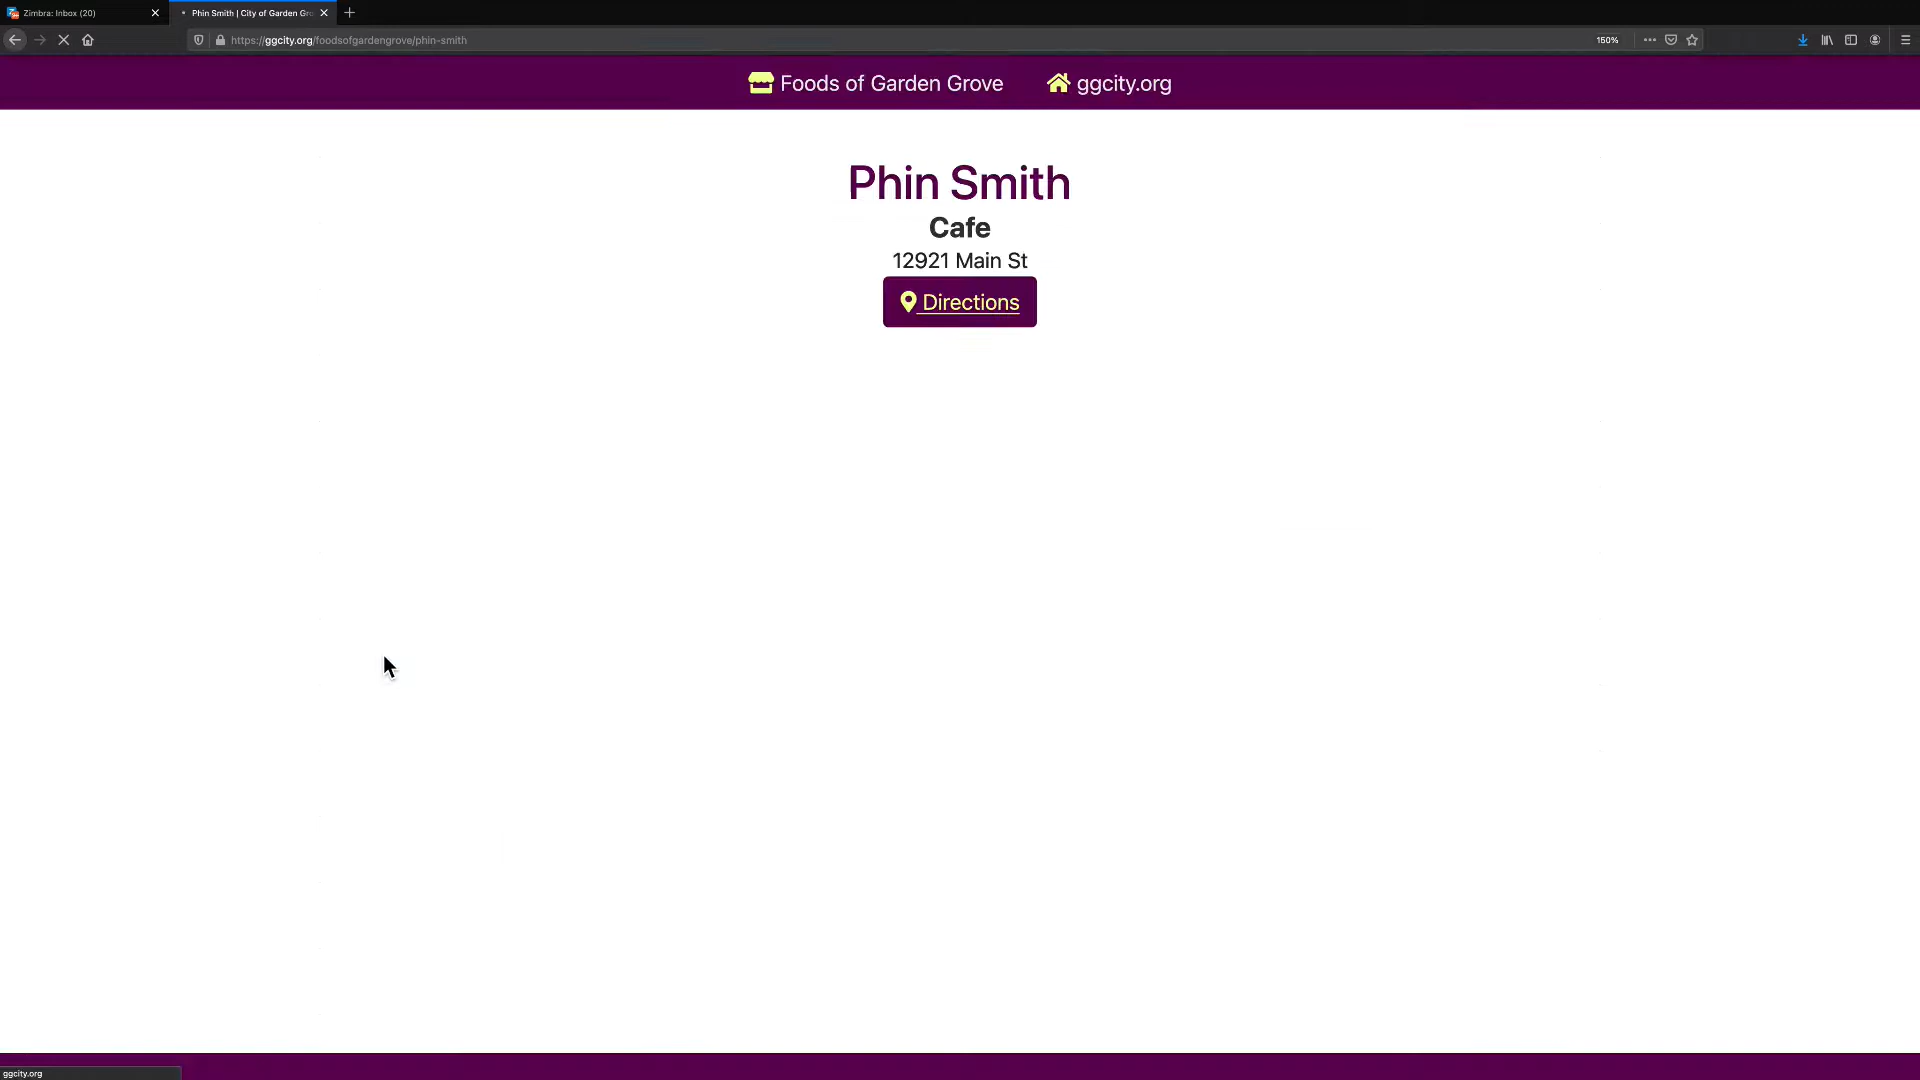 Zimbra: Inbox (20)
Phin Smith | City of Garden Gro
https://ggcity.org/foodsofgardengrove/phin-smith
150%
Foods of Garden Grove
ggcity.org
Phin Smith
Cafe
12921 Main St
Directions
ggcity.org